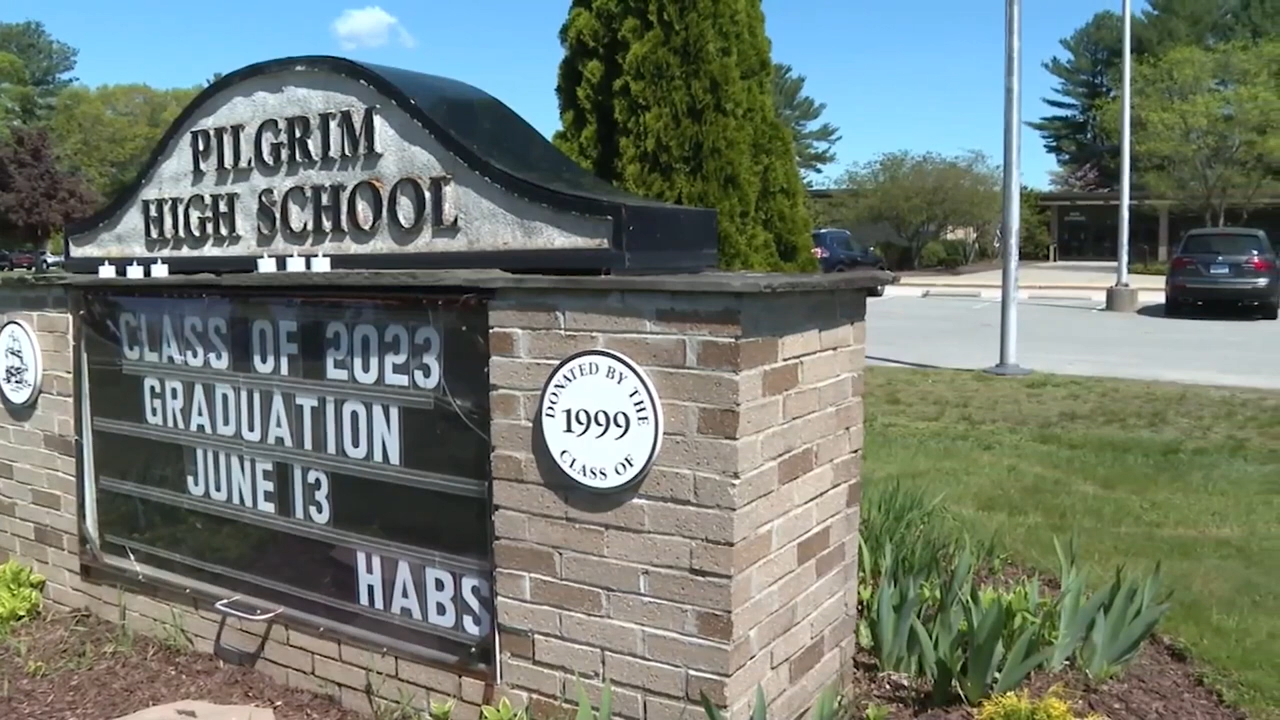 PILGRIM
HIGH SCHOOL
CLASS OF 2023
GRADUATION
JUNE 13
HABS
DONATED BY THE
1999
CLASS OF